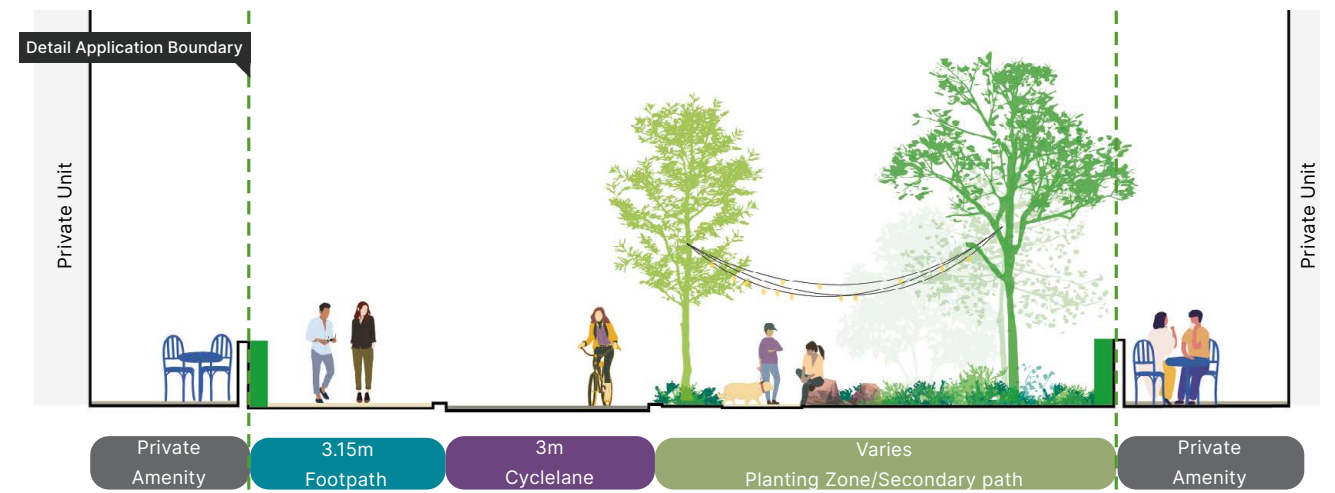 Detail Application Boundary
Private Unit
Private Unit
Private
Amenity
3.15m
Footpath
3m
Cyclelane
Varies
Planting Zone/Secondary path
Private
Amenity